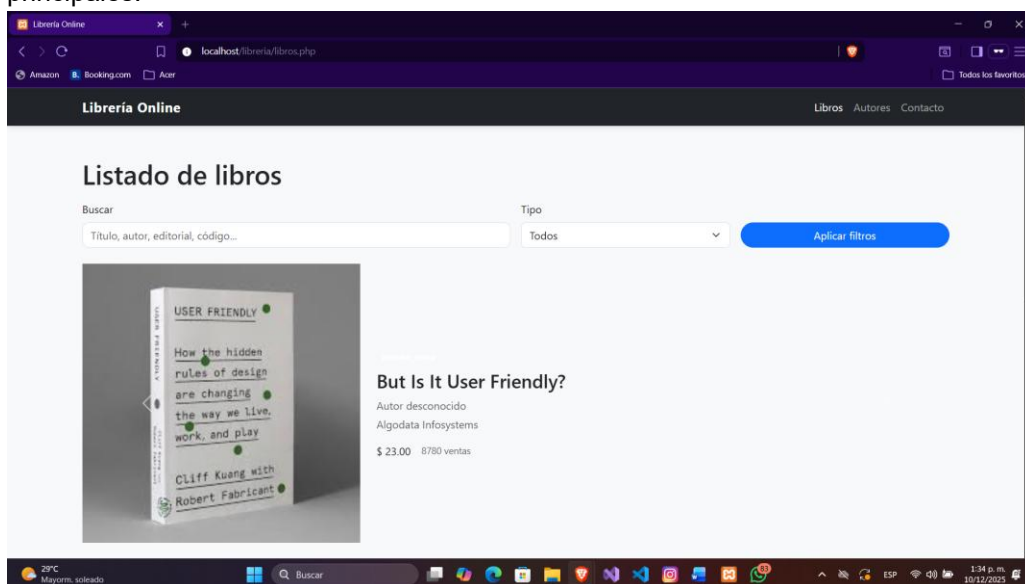 principales.
Librería Online
localhost/libreria/libros.php
Amazon
B. Booking.com
Acer
Todos los favoritos
Librería Online
Libros
Autores
Contacto
Listado de libros
Buscar
Tipo
Título, autor, editorial, código...
Todos
Aplicar filtros
USER FRIENDLY
USER FRIENDLY
How the hidden
rules of design
are changing
the way we live,
work, and play
Cliff Kuang with
Robert Fabricant
But Is It User Friendly?
Autor desconocido
Algodata Infosystems
$ 23.00 8780 ventas
29°C
Mayorm. soleado
Buscar
83
ESP
1:34 p. m.
10/12/2025